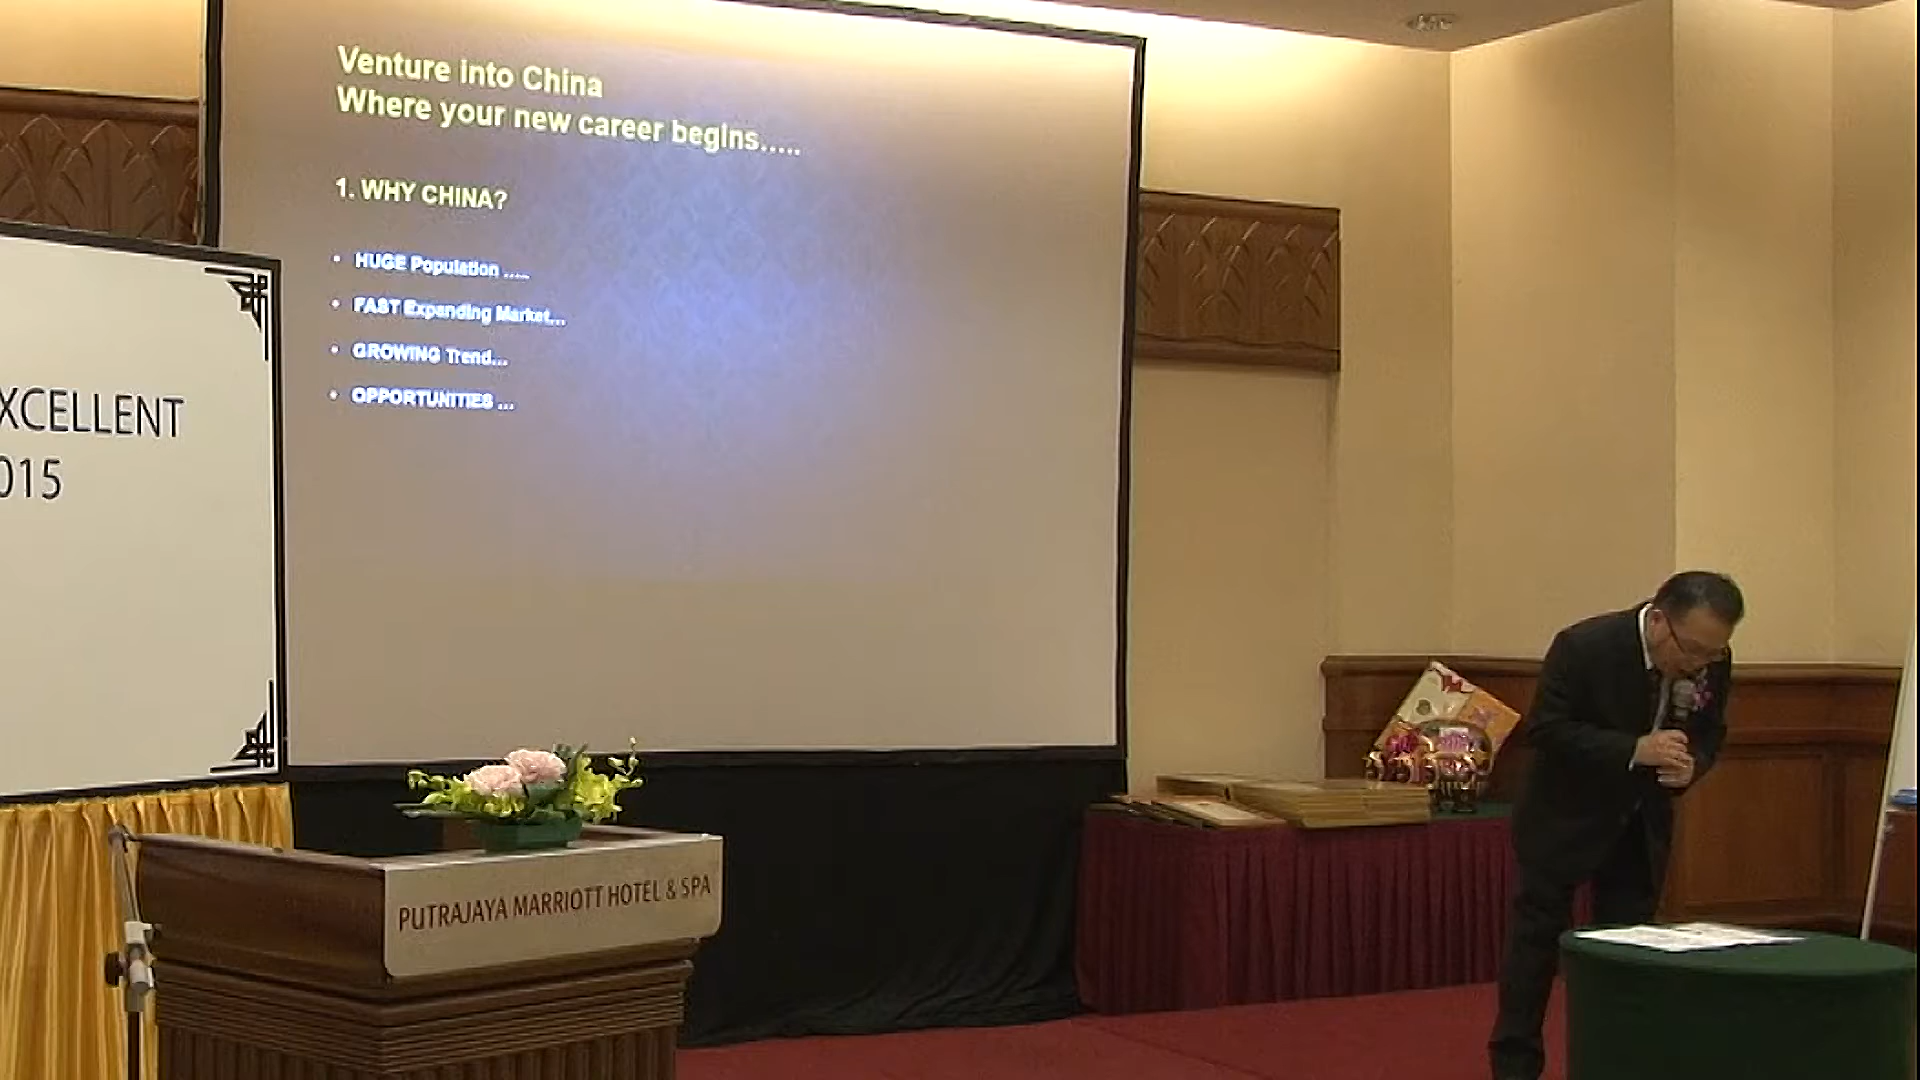 Venture into China
Where your new career begins.....
1. WHY CHINA?
• HUGE Population .....
• FAST Expanding Market...
• GROWING Trend...
• OPPORTUNITIES ...
XCELLENT
015
PUTRAJAYA MARRIOTT HOTEL & SPA